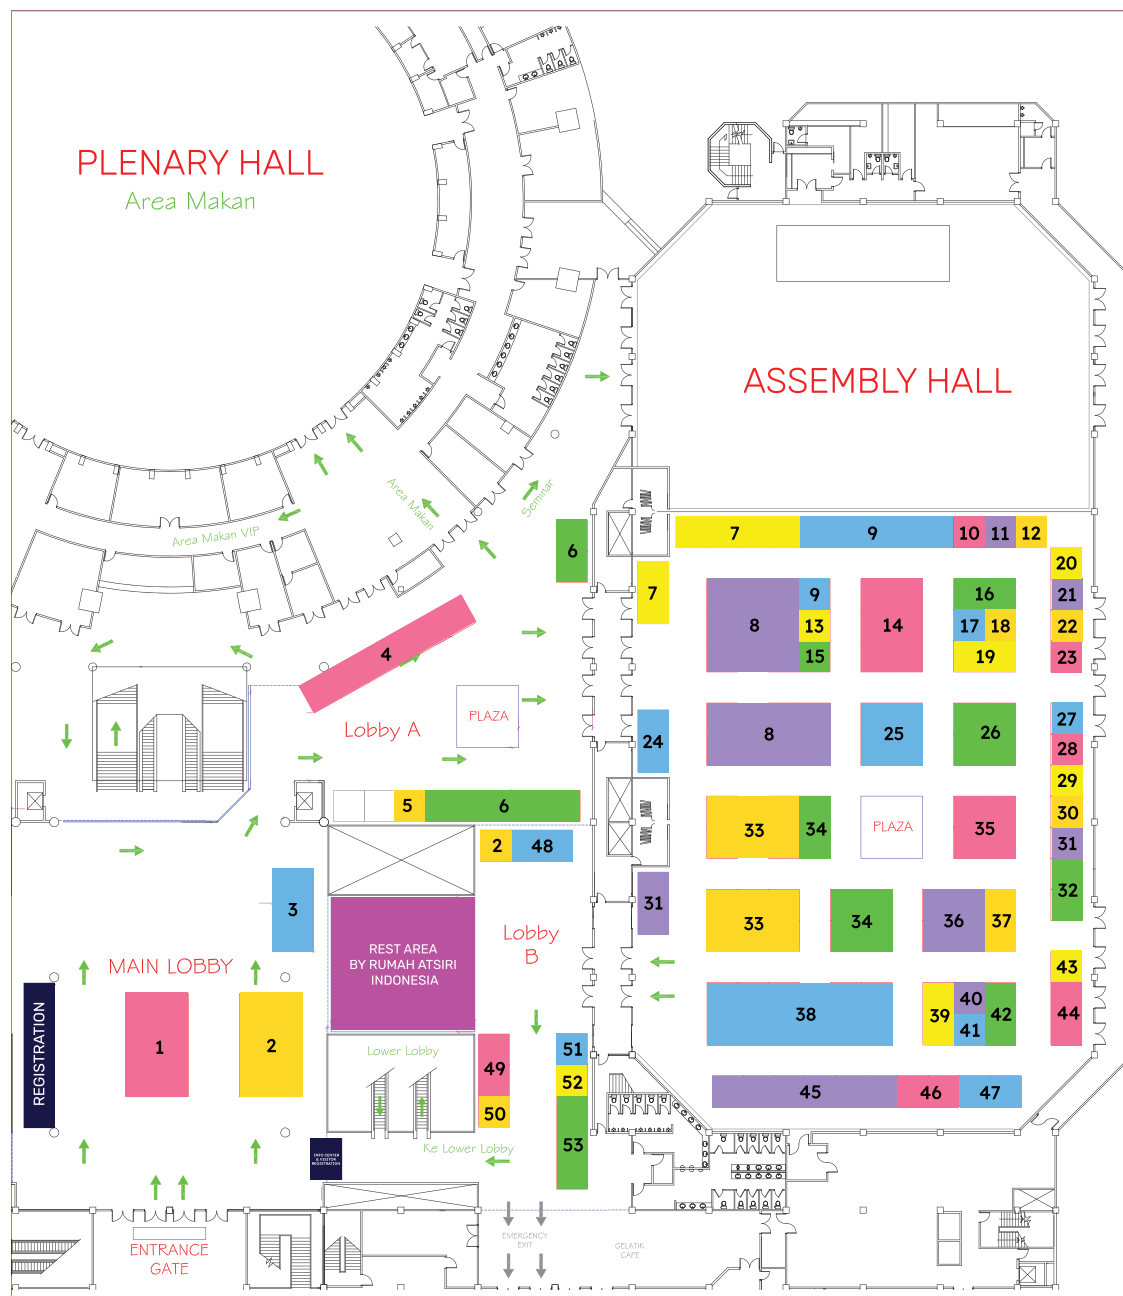 PLENARY HALL
Area Makan
ASSEMBLY HALL
Area Makan
Seminar
Area Makan VIP
7
9
10
11
12
6
7
20
21
22
23
8
9
13
15
14
16
17
18
19
4
Lobby A
PLAZA
24
8
25
26
27
28
29
30
31
32
5
6
2
48
33
34
PLAZA
35
3
31
33
34
36
37
REST AREA
BY RUMAH ATSIRI
INDONESIA
Lobby
B
MAIN LOBBY
43
44
REGISTRATION
1
2
38
39
40
41
42
Lower Lobby
49
50
51
52
53
45
46
47
Ke Lower Lobby
INFO CENTER
& VISITOR
REGISTRATION
ENTRANCE
GATE
EMERGENCY
EXIT
GELATIK
CAFE